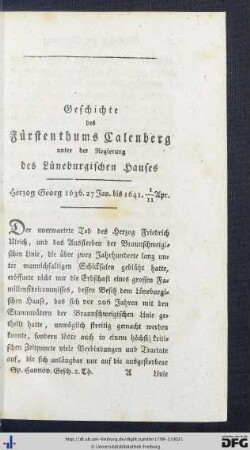 Geschichte
des
Fürstenthums Calenberg
unter der Regierung
des Lüneburgischen Hauses
Herzog Georg 1636. 27 Jan. bis 1641. 1/11 Apr.
Der unerwartete Tod des Herzog Friedrich
Ulrich, und das Aussterben der Braunschweigi=
schen Linie, die über zwey Jahrhunderte lang un=
ter mannichfaltigen Schicksalen geblüht hatte,
eröffnete nicht nur die Erbschaft eines grossen Fa=
milienfideicommisses, dessen Besitz dem Lüneburgi=
schen Hause, das sich vor 206 Jahren mit den
Stammvätern der Braunschweigischen Linie ge=
theilt hatte, unmöglich streitig gemacht werden
konnte, sondern löste auch in einem höchst kriti=
schen Zeitpuncte viele Verbindungen und Tractate
auf, die sich anfangbar nur auf die ausgestorbene
Sp. Hannöv. Gesch. 2. Th. A Linie